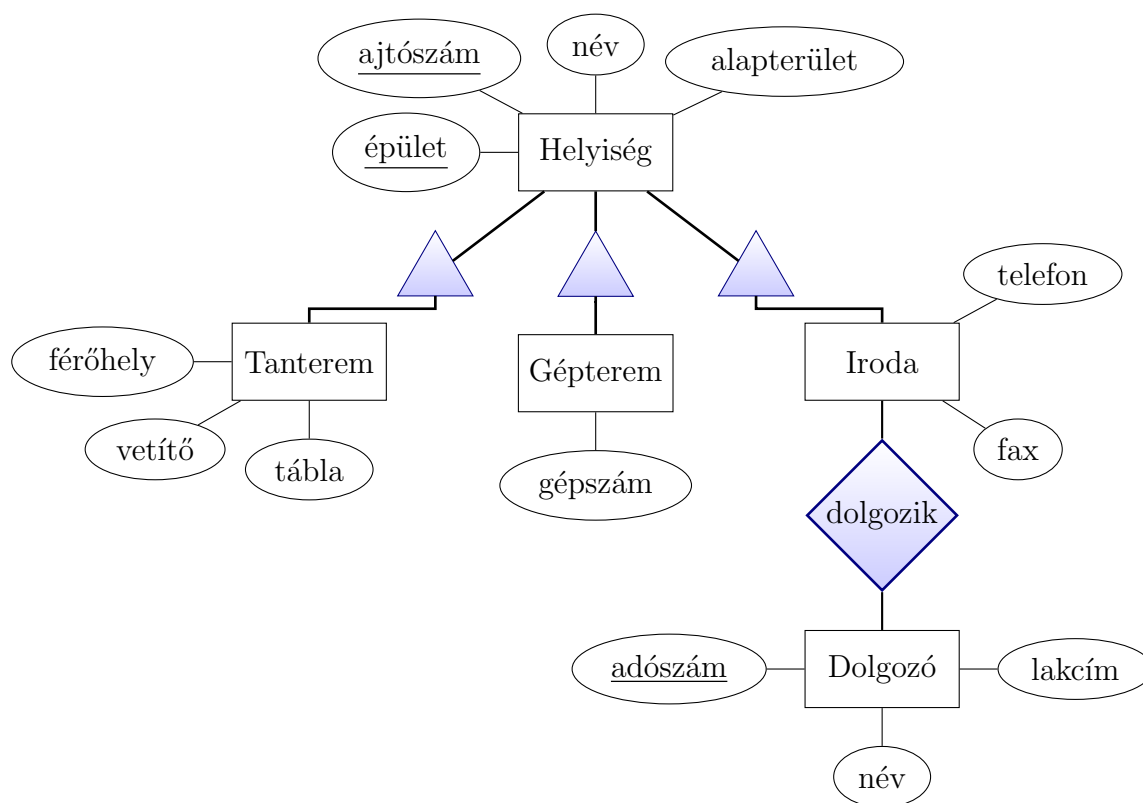 név
ajtószám
alapterület
épület
Helyiség
telefon
férőhely
Tanterem
Gépterem
Iroda
vetítő
tábla
fax
gépszám
dolgozik
adószám
Dolgozó
lakcím
név